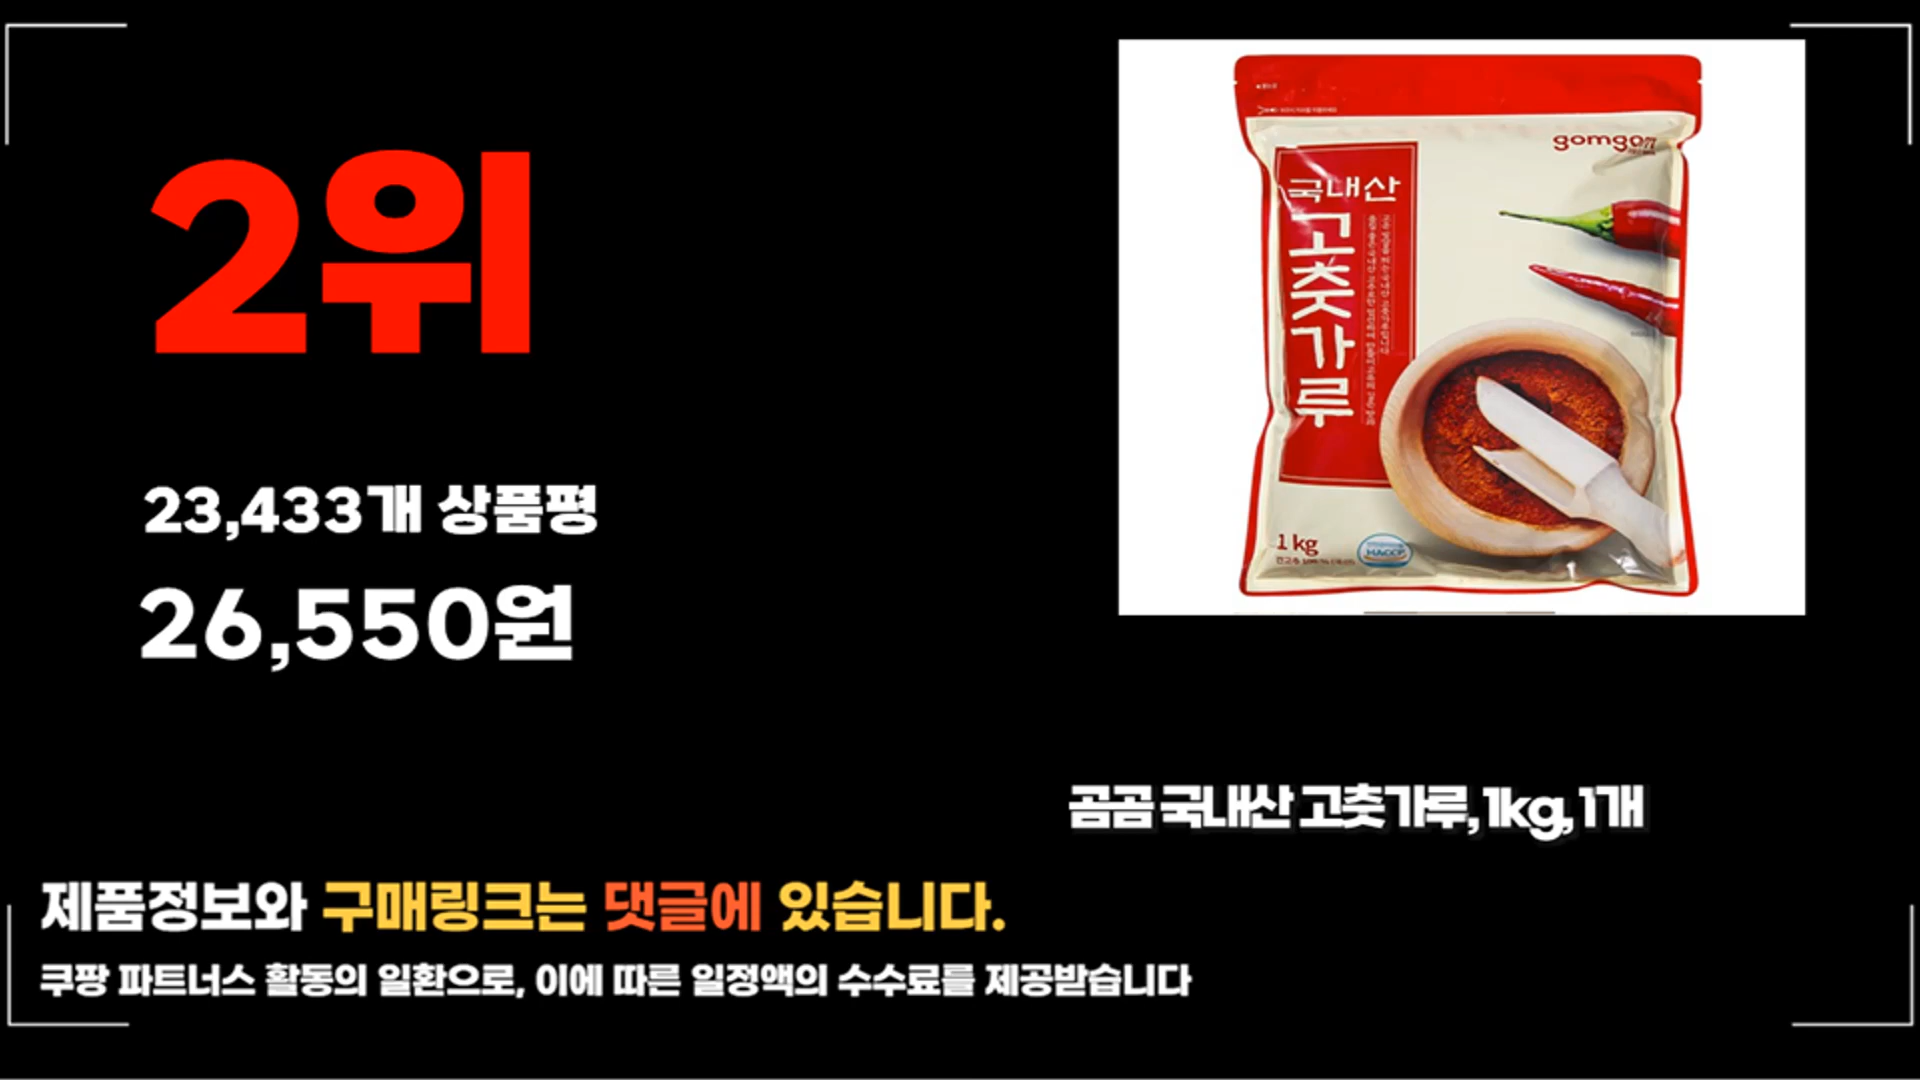 2위
23,433개 상품평
26,550원
gomgom
국내산
고춧가루
1 kg
HACCP
곰곰 국내산 고춧가루, 1kg, 1개
제품정보와 구매링크는 댓글에 있습니다.
쿠팡 파트너스 활동의 일환으로, 이에 따른 일정액의 수수료를 제공받습니다